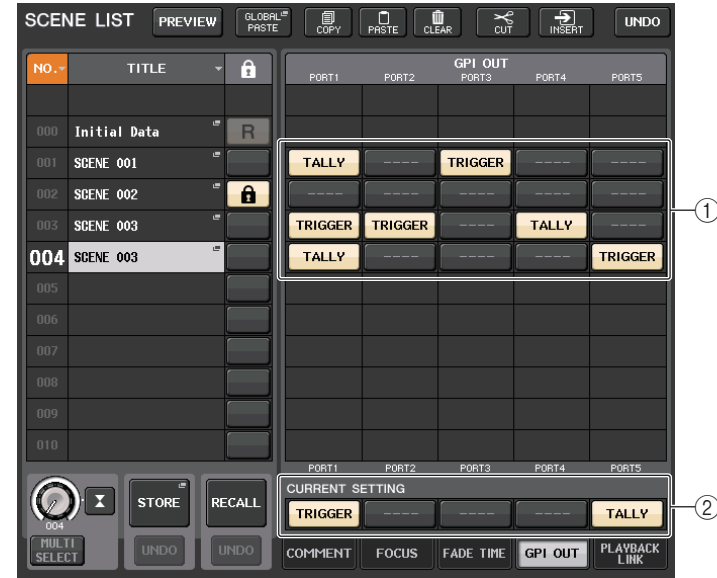 SCENE LIST PREVIEW GLOBAL PASTE COPY PASTE CLEAR CUT INSERT UNDO
NO. TITLE GPI OUT
PORT1 PORT2 PORT3 PORT4 PORT5
000 Initial Data R
001 SCENE 001 TALLY ---- TRIGGER ---- ----
002 SCENE 002 ---- ---- ---- ---- ----
003 SCENE 003 TRIGGER TRIGGER ---- TALLY ----
004 SCENE 003 TALLY ---- ---- ---- TRIGGER
005
006
007
008
009
010
①
PORT1 PORT2 PORT3 PORT4 PORT5
CURRENT SETTING
TRIGGER ---- ---- ---- TALLY
②
004 STORE RECALL
MULTI SELECT UNDO UNDO
COMMENT FOCUS FADE TIME GPI OUT PLAYBACK LINK